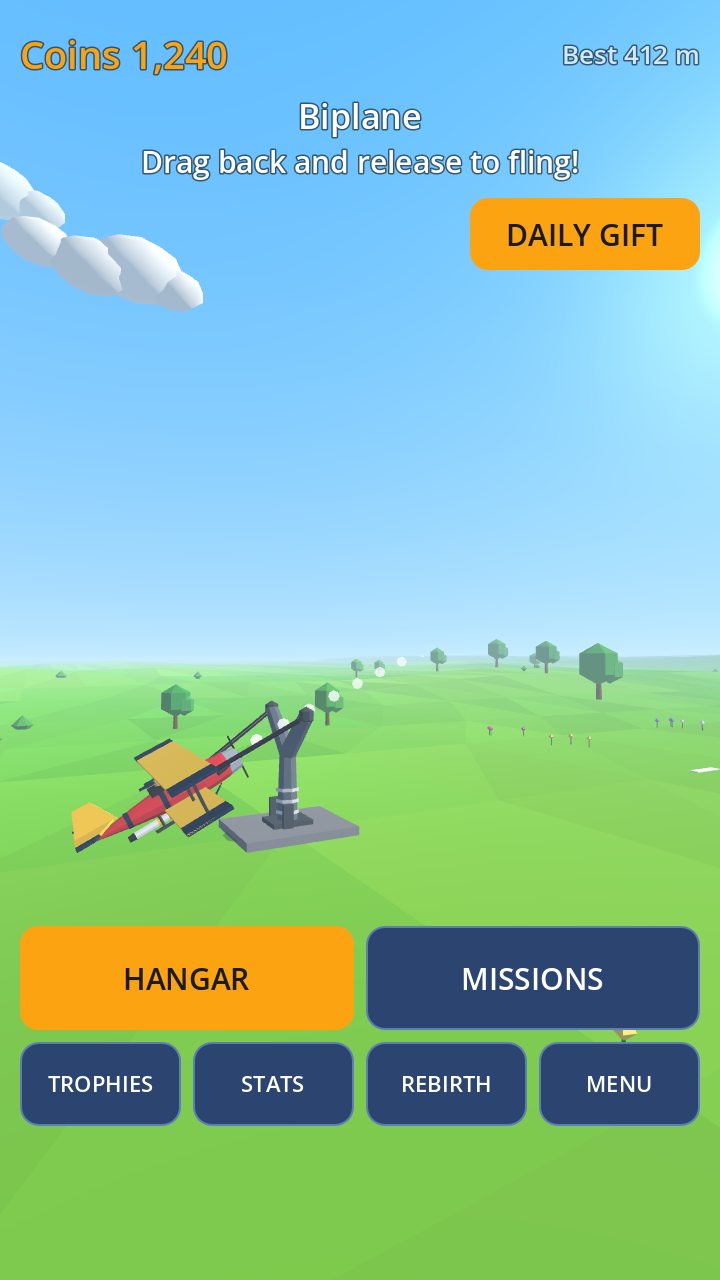 Coins 1,240
Best 412 m
Biplane
Drag back and release to fling!
DAILY GIFT
HANGAR
MISSIONS
TROPHIES
STATS
REBIRTH
MENU